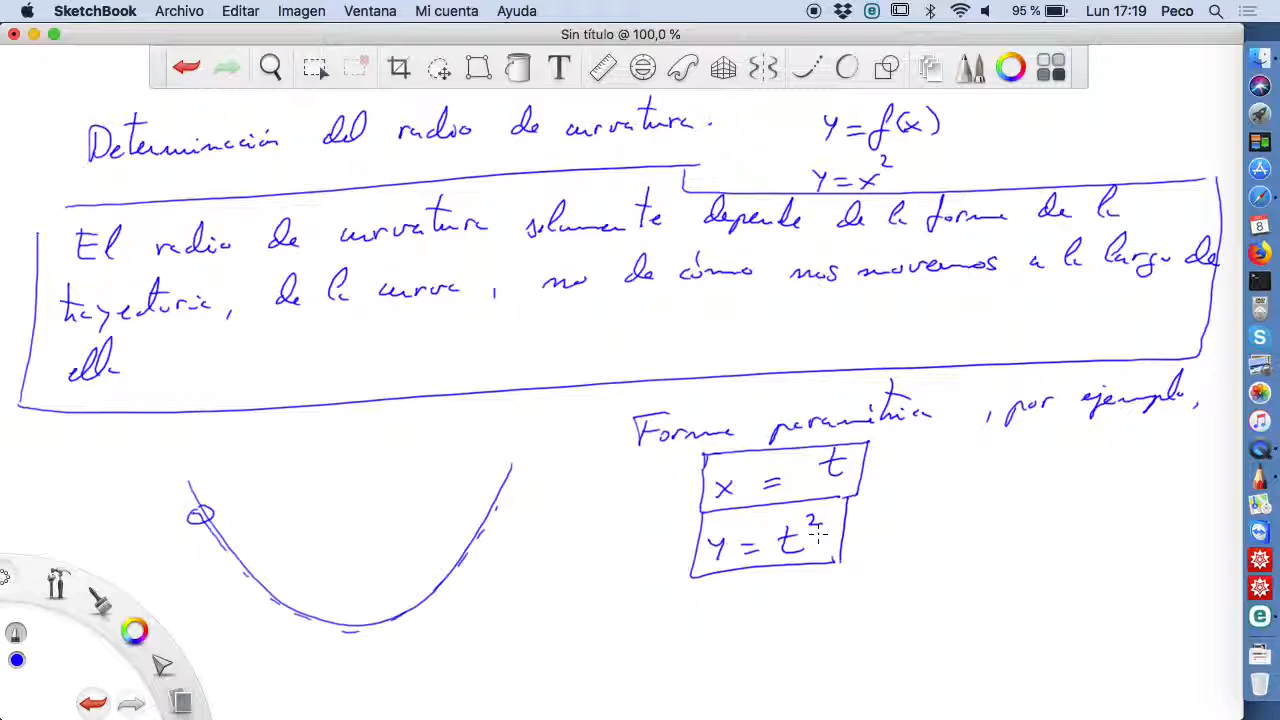 SketchBook Archivo Editar Imagen Ventana Mi cuenta Ayuda 95 % Lun 17:19 Peco
Sin título @ 100,0 %
Determinación del radio de curvatura. y = f(x)
y = x²
El radio de curvatura solamente depende de la forma de la
trayectoria, de la curva, no de cómo nos movemos a lo largo de
ella
Forma paramétrica, por ejemplo,
x = t
y = t²